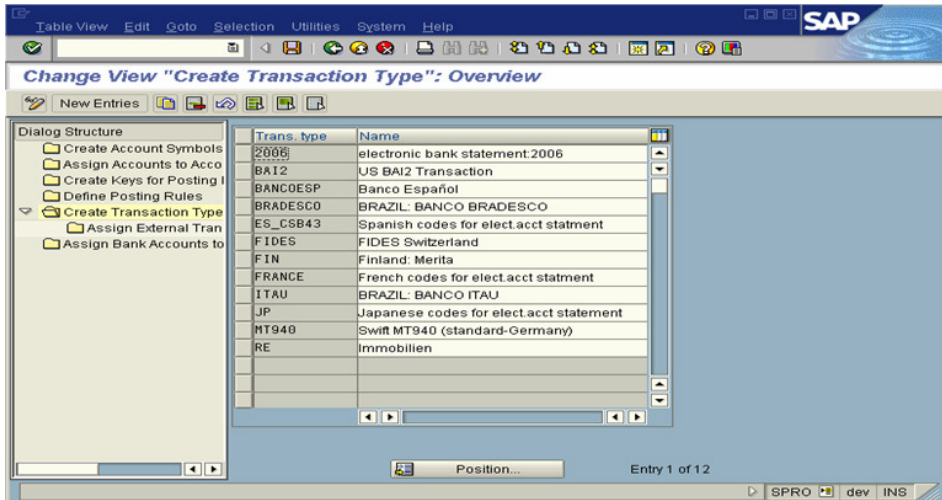 Table View Edit Goto Selection Utilities System Help
SAP
Change View "Create Transaction Type": Overview
New Entries
Dialog Structure
Create Account Symbols
Assign Accounts to Acco
Create Keys for Posting I
Define Posting Rules
Create Transaction Type
Assign External Tran
Assign Bank Accounts to
Trans. type Name
2006 electronic bank statement:2006
BAI2 US BAI2 Transaction
BANCOESP Banco Español
BRADESCO BRAZIL: BANCO BRADESCO
ES_CSB43 Spanish codes for elect.acct statment
FIDES FIDES Switzerland
FIN Finland: Merita
FRANCE French codes for elect.acct statment
ITAU BRAZIL: BANCO ITAU
JP Japanese codes for elect.acct statement
MT940 Swift MT940 (standard-Germany)
RE Immobilien
Position... Entry 1 of 12
SPRO dev INS